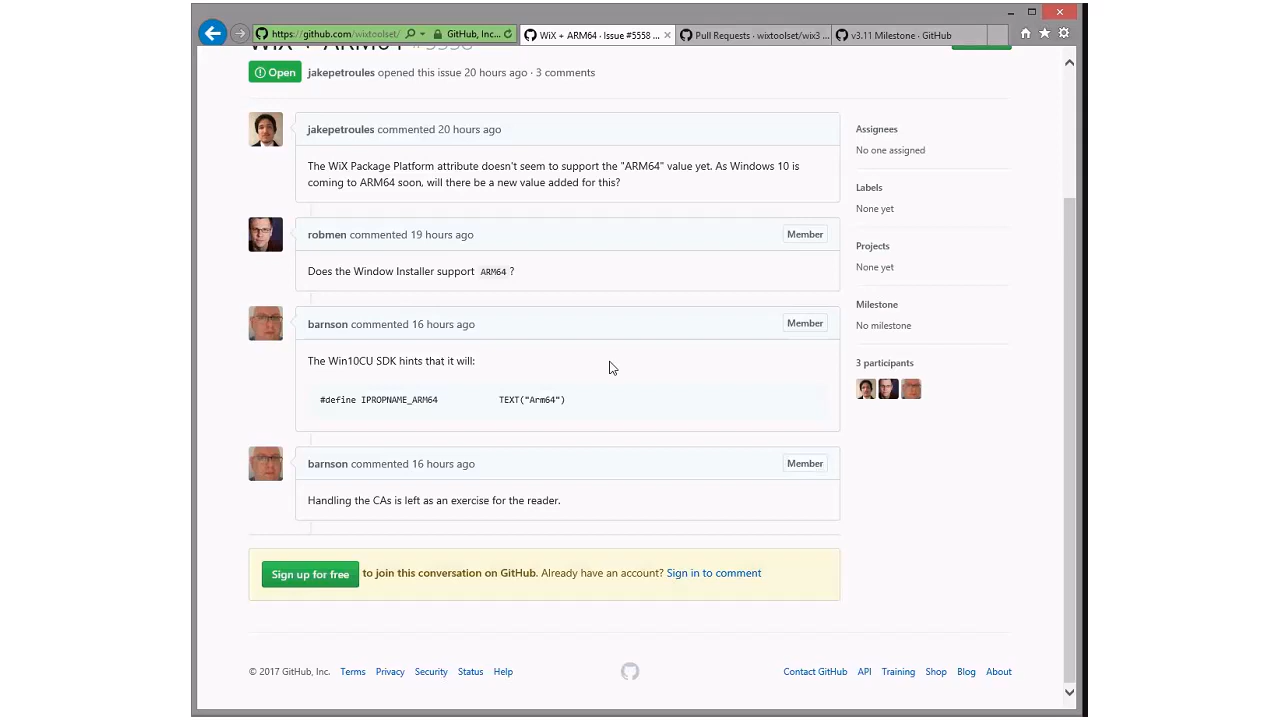 https://github.com/wixtoolset/
GitHub, Inc...
WiX + ARM64 · Issue #5558 ...
Pull Requests · wixtoolset/wix3 ...
v3.11 Milestone · GitHub
WiX + ARM64 #5558
Open
jakepetroules opened this issue 20 hours ago · 3 comments
jakepetroules commented 20 hours ago
The WiX Package Platform attribute doesn't seem to support the "ARM64" value yet. As Windows 10 is
coming to ARM64 soon, will there be a new value added for this?
robmen commented 19 hours ago
Member
Does the Window Installer support ARM64 ?
barnson commented 16 hours ago
Member
The Win10CU SDK hints that it will:
#define IPROPNAME_ARM64 TEXT("Arm64")
barnson commented 16 hours ago
Member
Handling the CAs is left as an exercise for the reader.
Sign up for free to join this conversation on GitHub. Already have an account? Sign in to comment
Assignees
No one assigned
Labels
None yet
Projects
None yet
Milestone
No milestone
3 participants
© 2017 GitHub, Inc. Terms Privacy Security Status Help
Contact GitHub API Training Shop Blog About